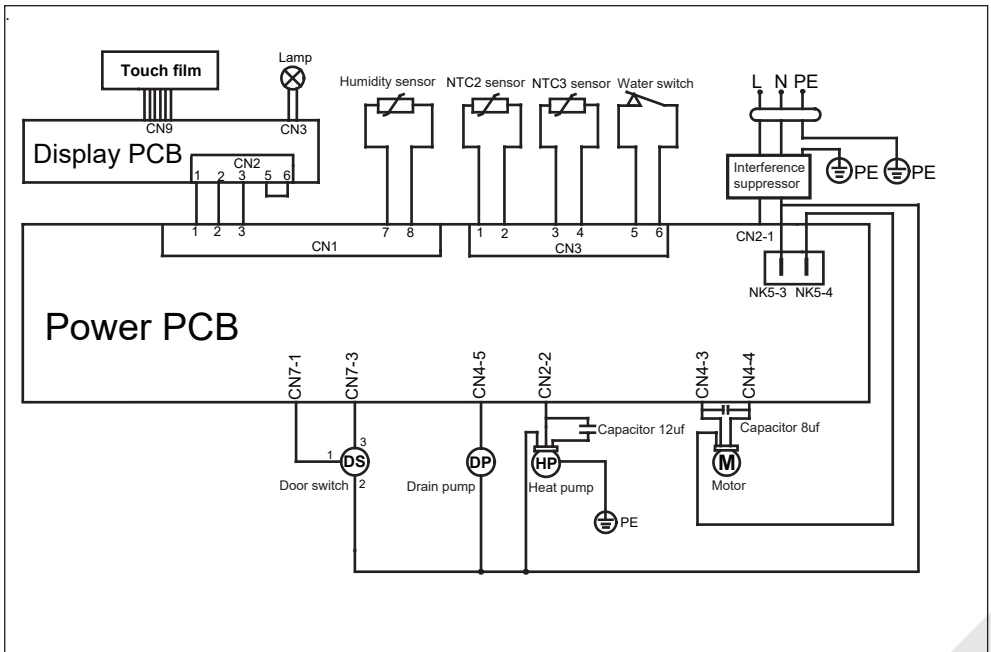 Touch film
Lamp
Humidity sensor
NTC2 sensor
NTC3 sensor
Water switch
L N PE
CN9
CN3
Display PCB
CN2
1 2 3 5 6
Interference
suppressor
PE
PE
1 2 3
7 8
CN1
1 2 3 4 5 6
CN3
CN2-1
NK5-3 NK5-4
Power PCB
CN7-1
CN7-3
CN4-5
CN2-2
CN4-3
CN4-4
Capacitor 12uf
Capacitor 8uf
1
3
DS
2
Door switch
DP
Drain pump
HP
Heat pump
M
Motor
PE